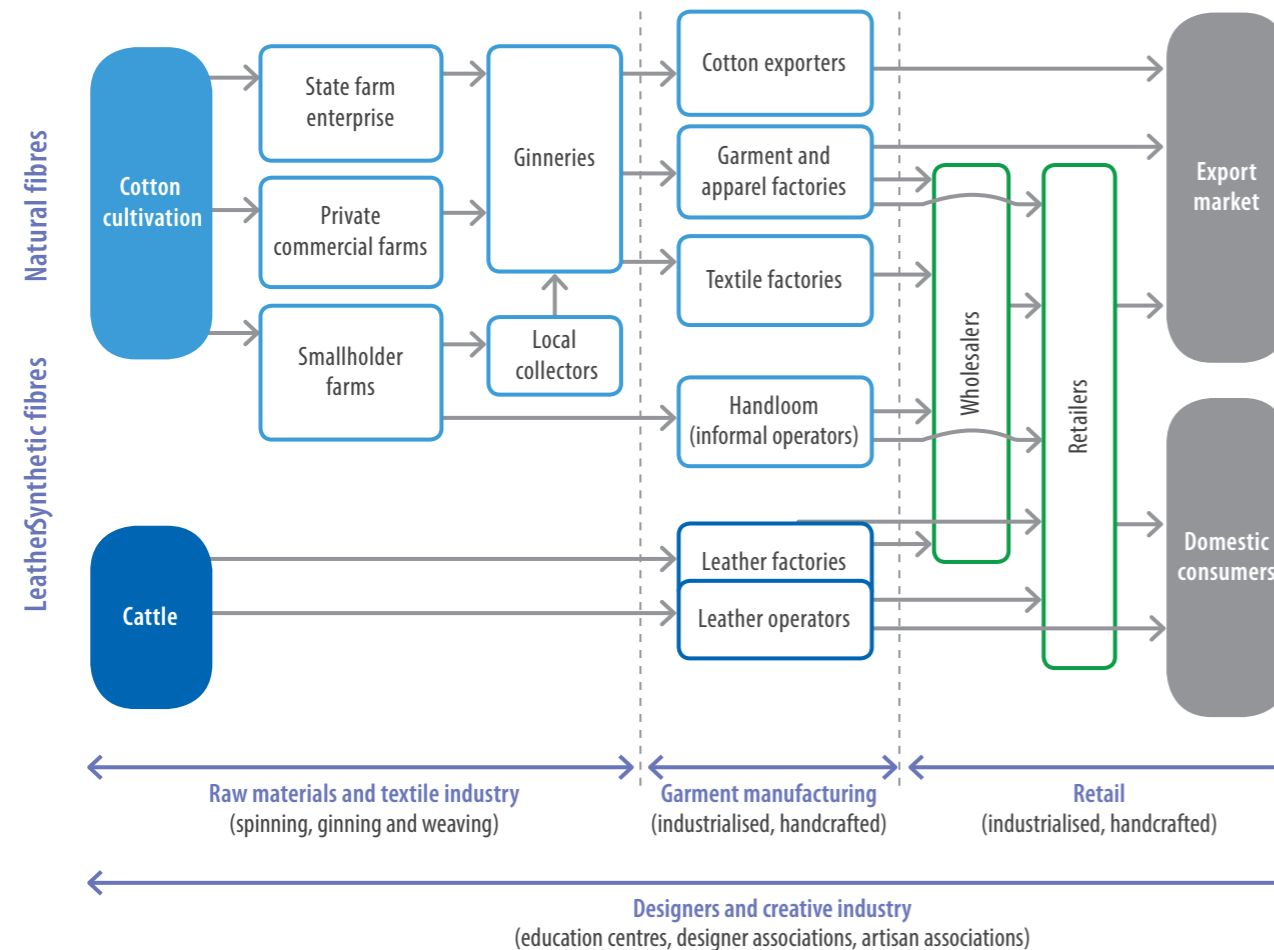 Natural fibres
Synthetic fibres
Leather
Cotton
cultivation
Cattle
State farm
enterprise
Private
commercial farms
Smallholder
farms
Ginneries
Local
collectors
Cotton exporters
Garment and
apparel factories
Textile factories
Handloom
(informal operators)
Leather factories
Leather operators
Wholesalers
Retailers
Export
market
Domestic
consumers
Raw materials and textile industry
(spinning, ginning and weaving)
Garment manufacturing
(industrialised, handcrafted)
Retail
(industrialised, handcrafted)
Designers and creative industry
(education centres, designer associations, artisan associations)